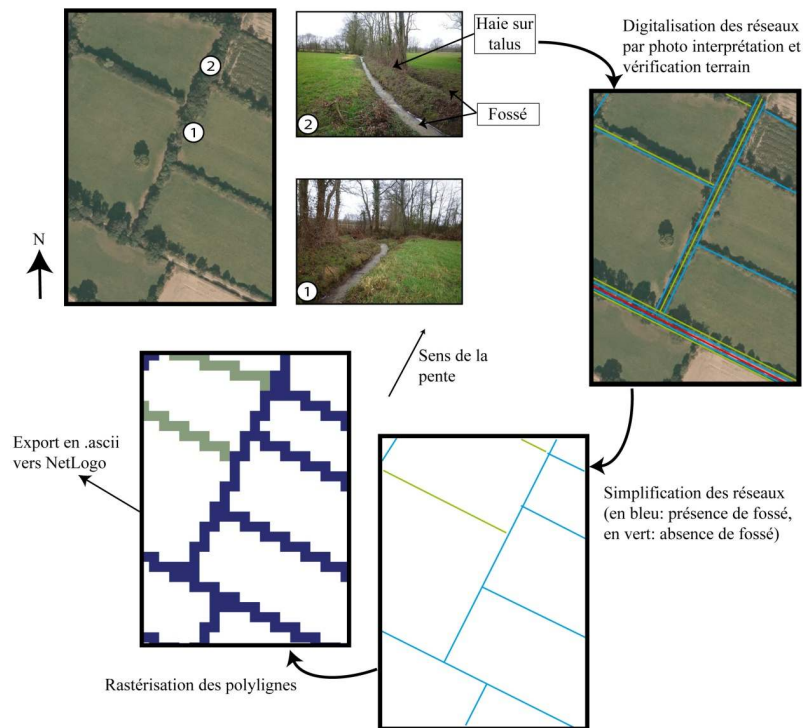 Haie sur
talus
Fossé
Digitalisation des réseaux
par photo interprétation et
vérification terrain
2
1
2
N
1
Sens de la
pente
Export en .ascii
vers NetLogo
Simplification des réseaux
(en bleu: présence de fossé,
en vert: absence de fossé)
Rastérisation des polylignes